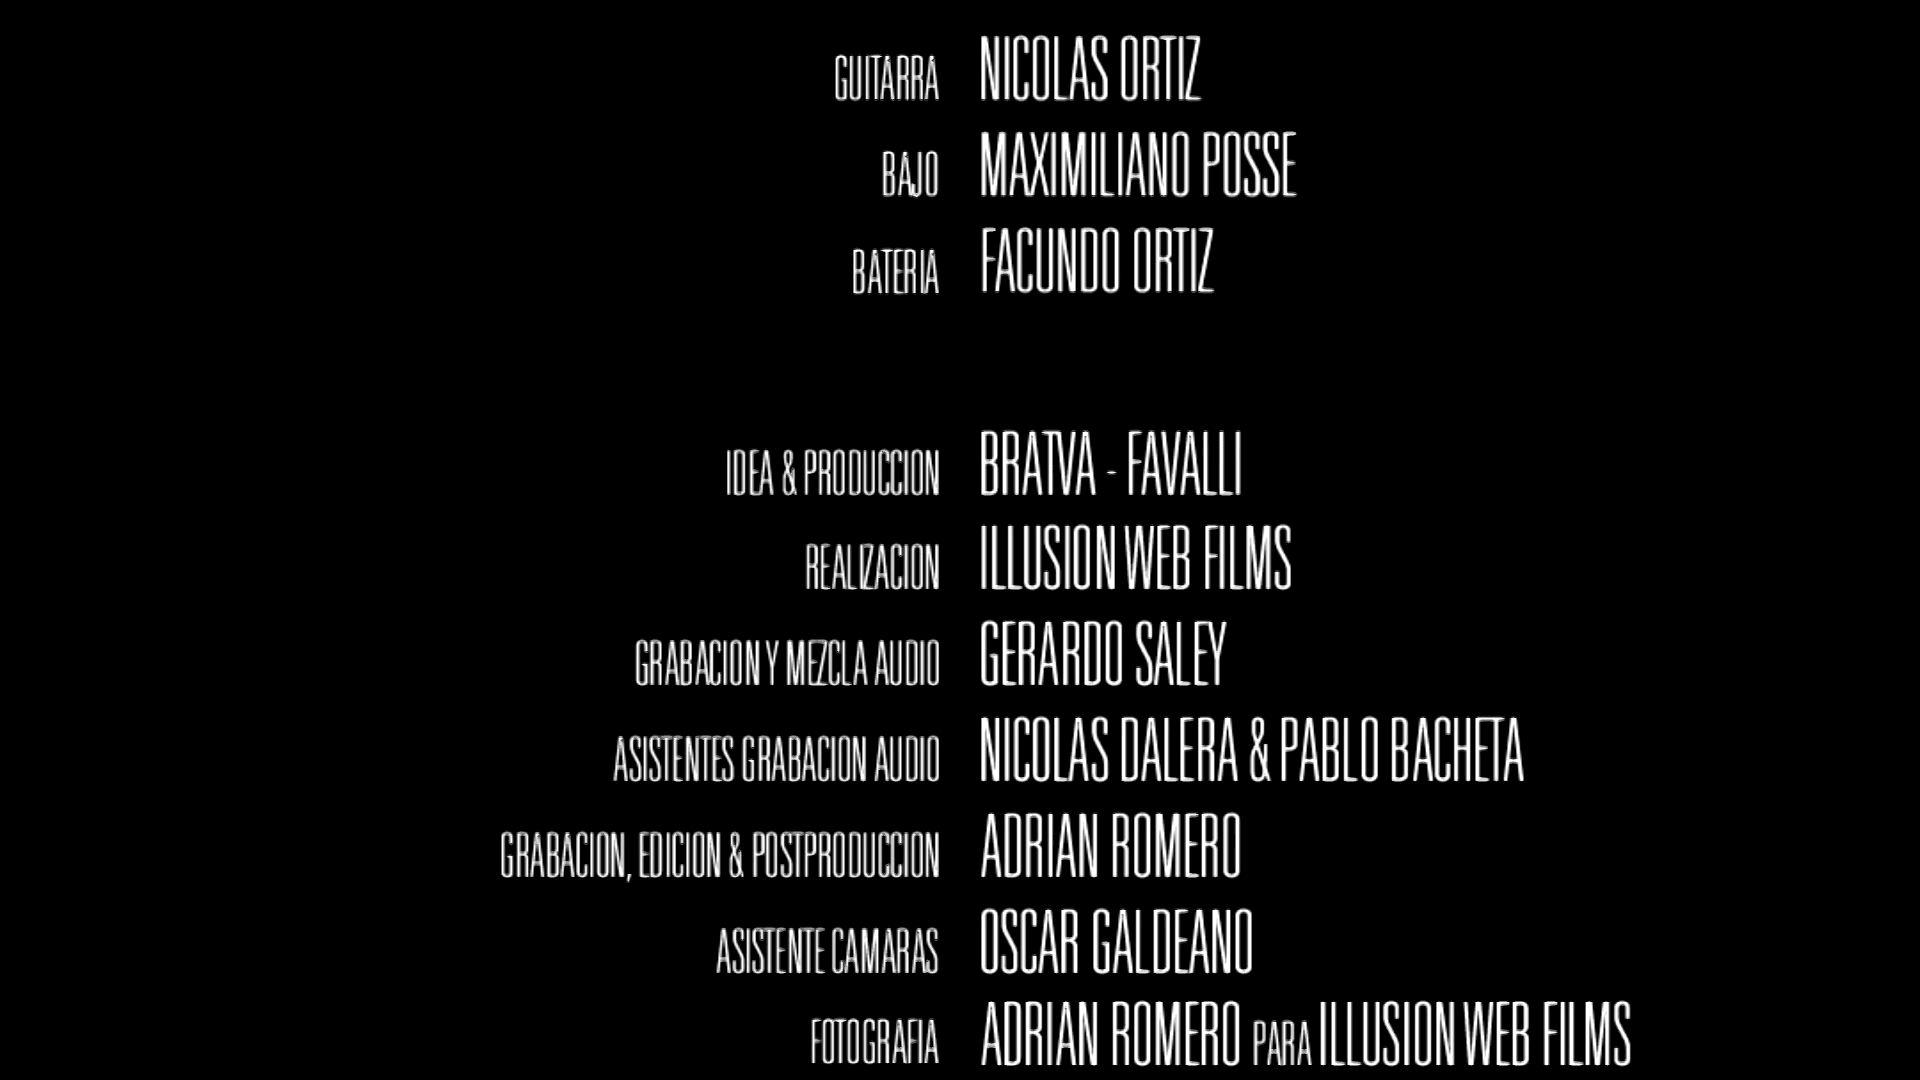 GUITARRA NICOLAS ORTIZ
BAJO MAXIMILIANO POSSE
BATERIA FACUNDO ORTIZ
IDEA & PRODUCCION BRATVA - FAVALLI
REALIZACION ILLUSION WEB FILMS
GRABACION Y MEZCLA AUDIO GERARDO SALEY
ASISTENTES GRABACION AUDIO NICOLAS DALERA & PABLO BACHETA
GRABACION, EDICION & POSTPRODUCCION ADRIAN ROMERO
ASISTENTE CAMARAS OSCAR GALDEANO
FOTOGRAFIA ADRIAN ROMERO PARA ILLUSION WEB FILMS